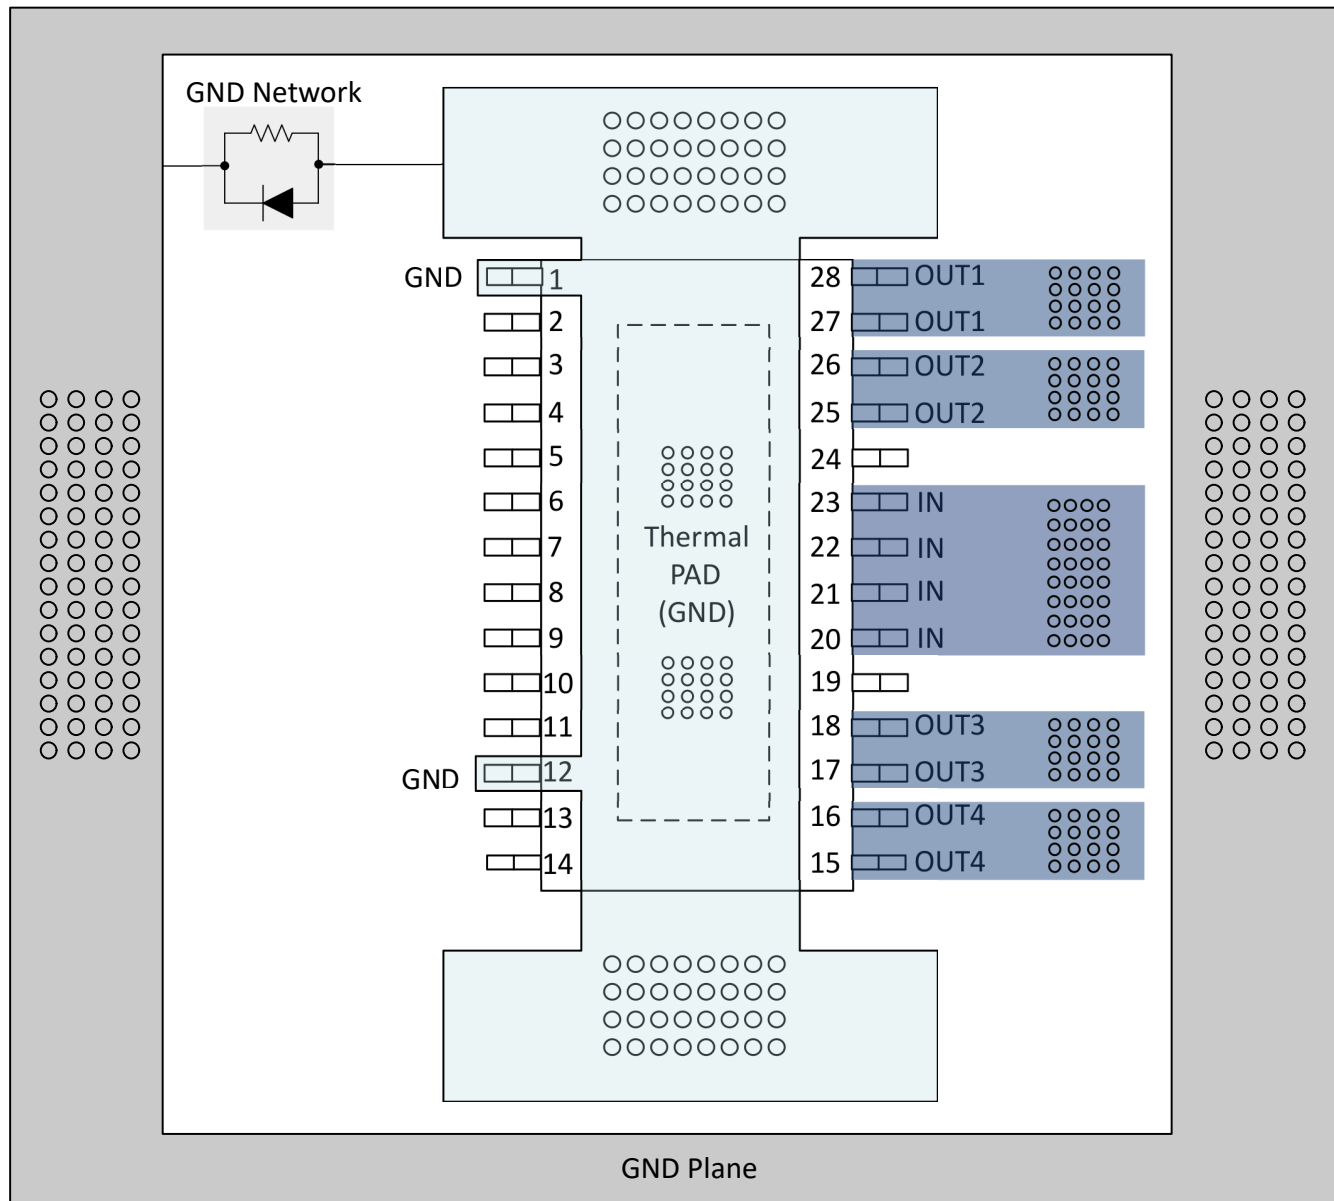 GND Network
GND
1
28
OUT1
2
27
OUT1
3
26
OUT2
4
25
OUT2
5
24
6
23
IN
Thermal
PAD
(GND)
7
22
IN
8
21
IN
9
20
IN
10
19
11
18
OUT3
GND
12
17
OUT3
13
16
OUT4
14
15
OUT4
GND Plane